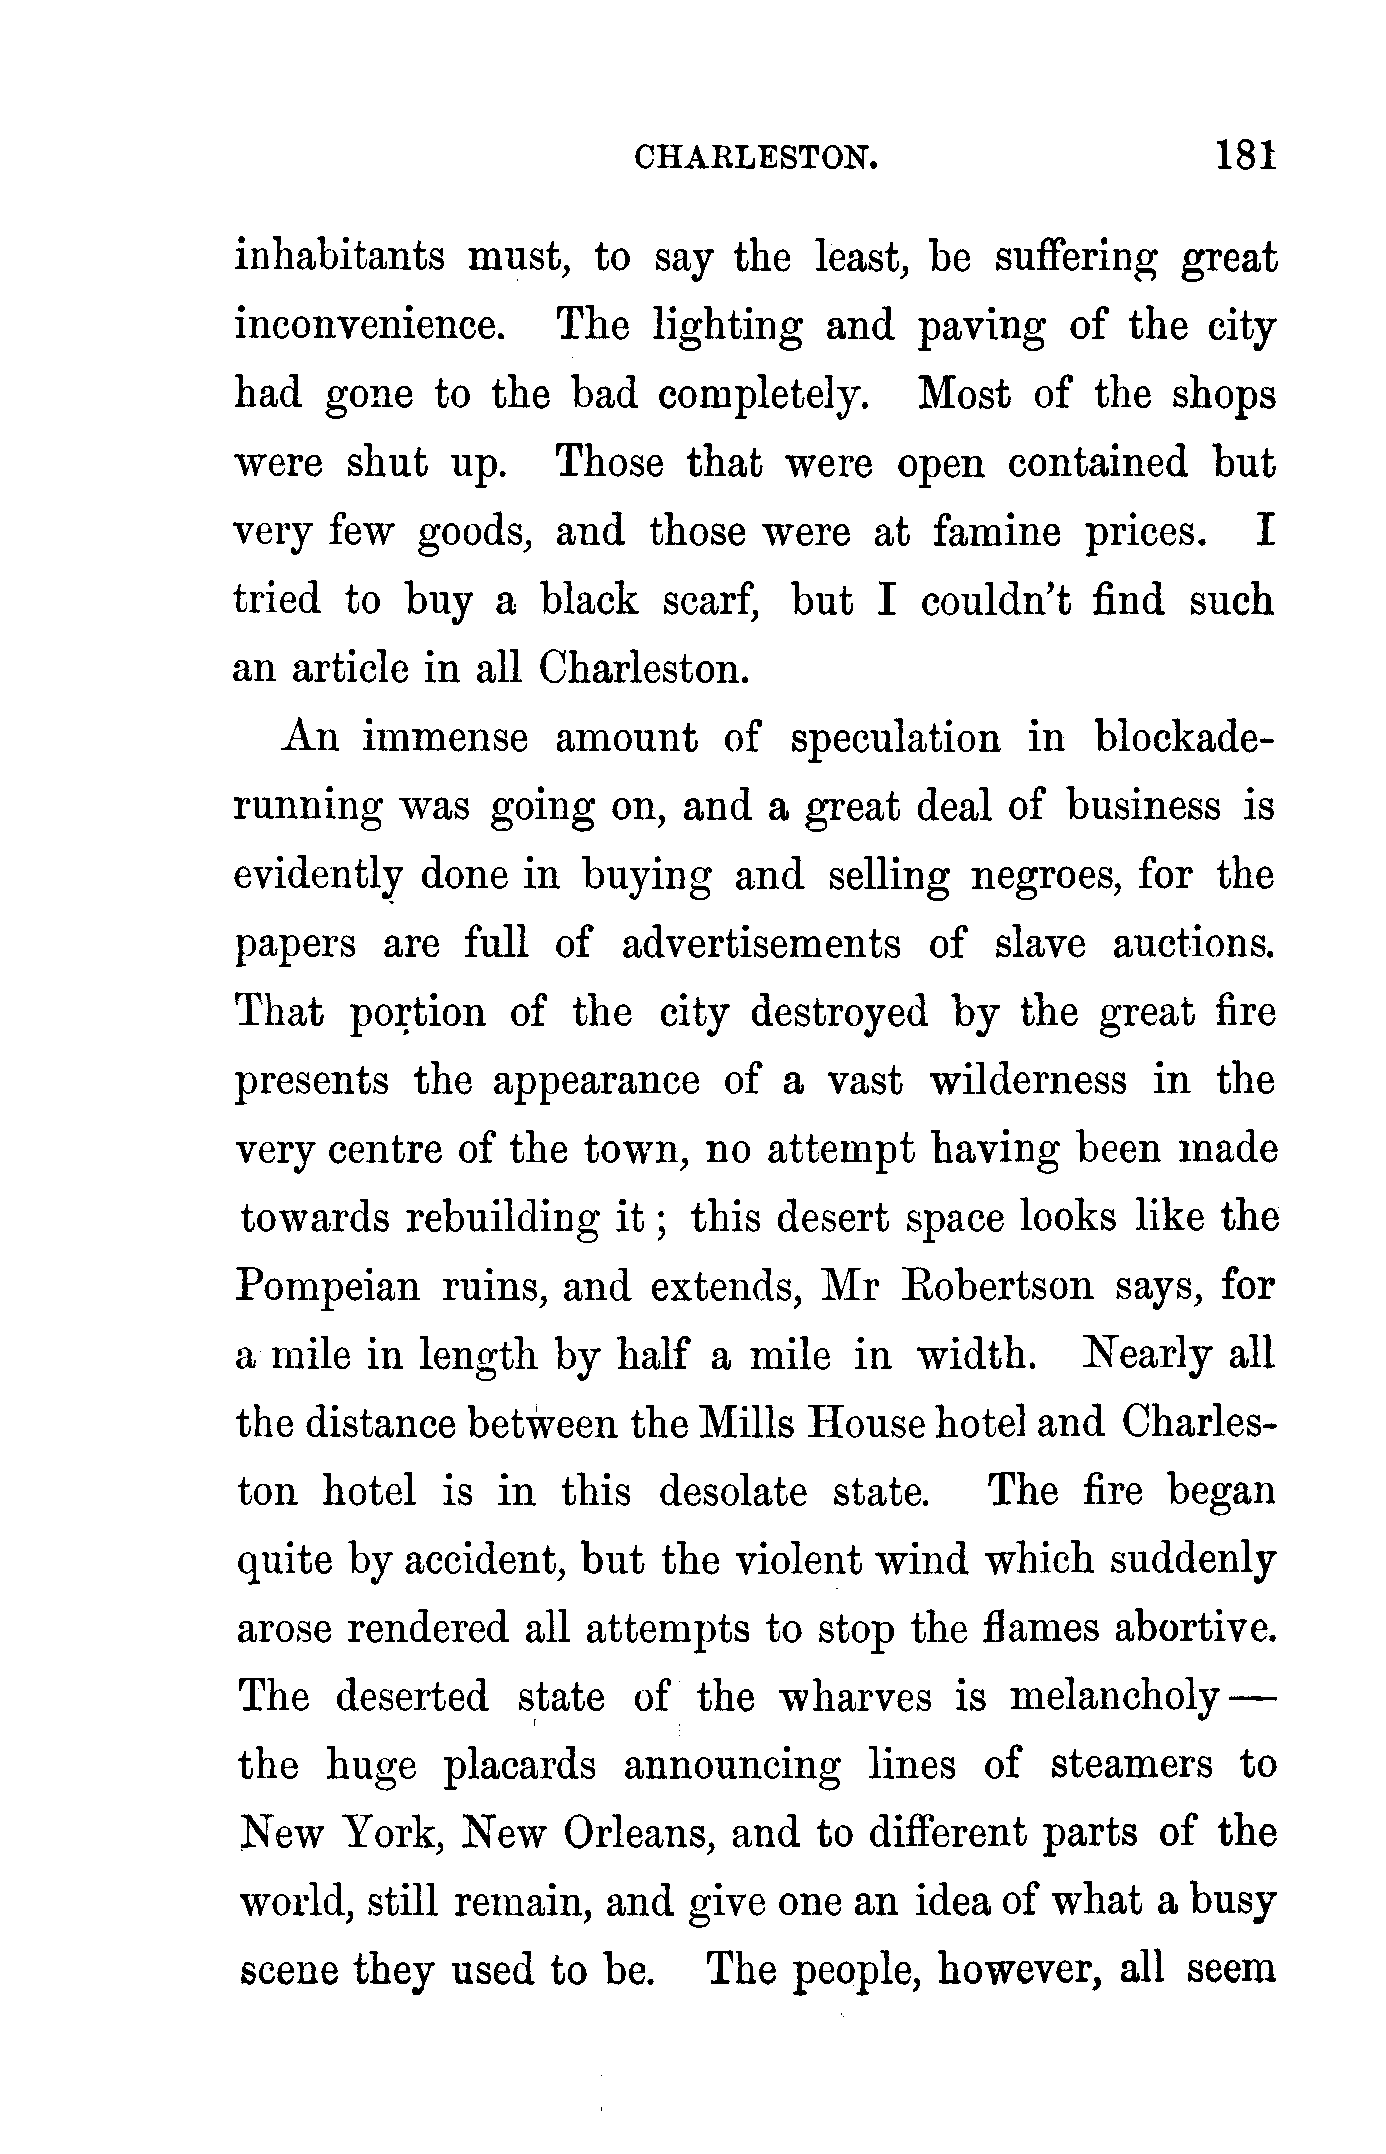 CHARLESTON. 181
inhabitants must, to say the least, be suffering great
inconvenience. The lighting and paving of the city
had gone to the bad completely. Most of the shops
were shut up. Those that were open contained but
very few goods, and those were at famine prices. I
tried to buy a black scarf, but I couldn't find such
an article in all Charleston.
An immense amount of speculation in blockade-
running was going on, and a great deal of business is
evidently done in buying and selling negroes, for the
papers are full of advertisements of slave auctions.
That portion of the city destroyed by the great fire
presents the appearance of a vast wilderness in the
very centre of the town, no attempt having been made
towards rebuilding it ; this desert space looks like the
Pompeian ruins, and extends, Mr Robertson says, for
a mile in length by half a mile in width. Nearly all
the distance between the Mills House hotel and Charles-
ton hotel is in this desolate state. The fire began
quite by accident, but the violent wind which suddenly
arose rendered all attempts to stop the flames abortive.
The deserted state of the wharves is melancholy—
the huge placards announcing lines of steamers to
New York, New Orleans, and to different parts of the
world, still remain, and give one an idea of what a busy
scene they used to be. The people, however, all seem